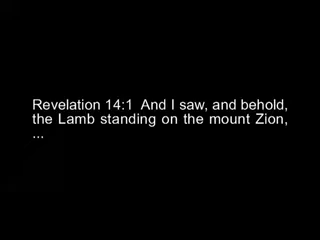 Revelation 14:1  And I saw, and behold,
the Lamb standing on the mount Zion,
...